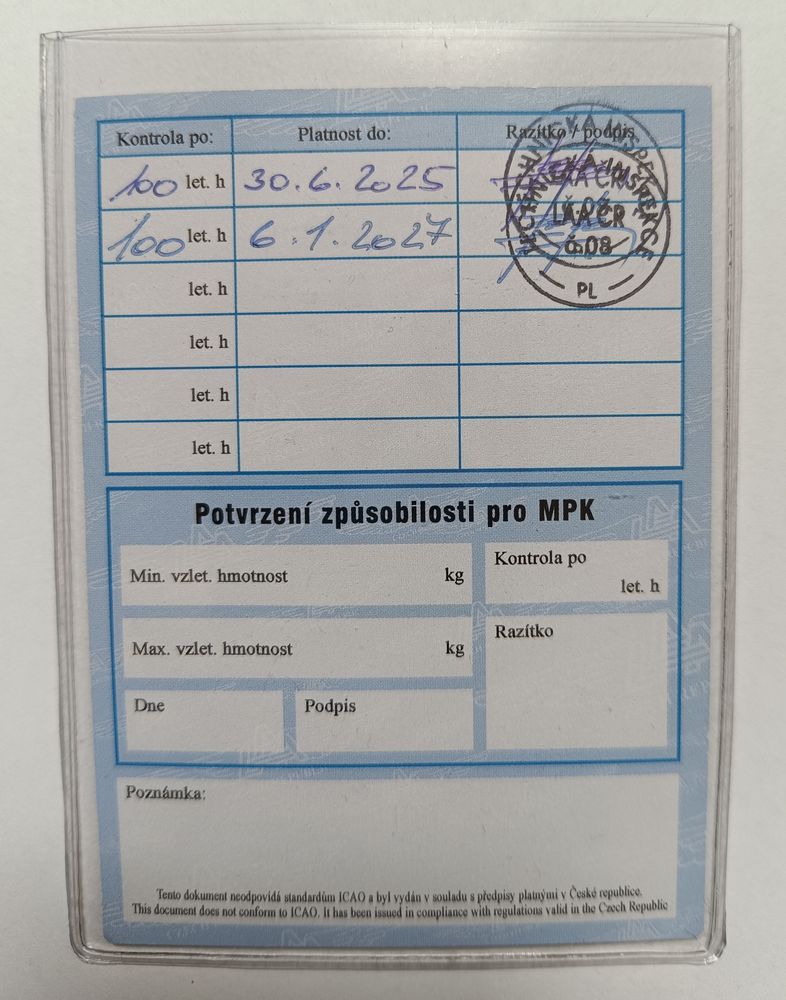 Kontrola po: Platnost do: Razítko / podpis
100 let. h 30.6.2025
100 let. h 6.1.2027
let. h
let. h
let. h
let. h
TECHNICKÁ INSPEKCE
LAA ČR
č.08
PL
Potvrzení způsobilosti pro MPK
Min. vzlet. hmotnost kg
Kontrola po
let. h
Max. vzlet. hmotnost kg
Razítko
Dne
Podpis
Poznámka:
Tento dokument neodpovídá standardům ICAO a byl vydán v souladu s předpisy platnými v České republice.
This document does not conform to ICAO. It has been issued in compliance with regulations valid in the Czech Republic